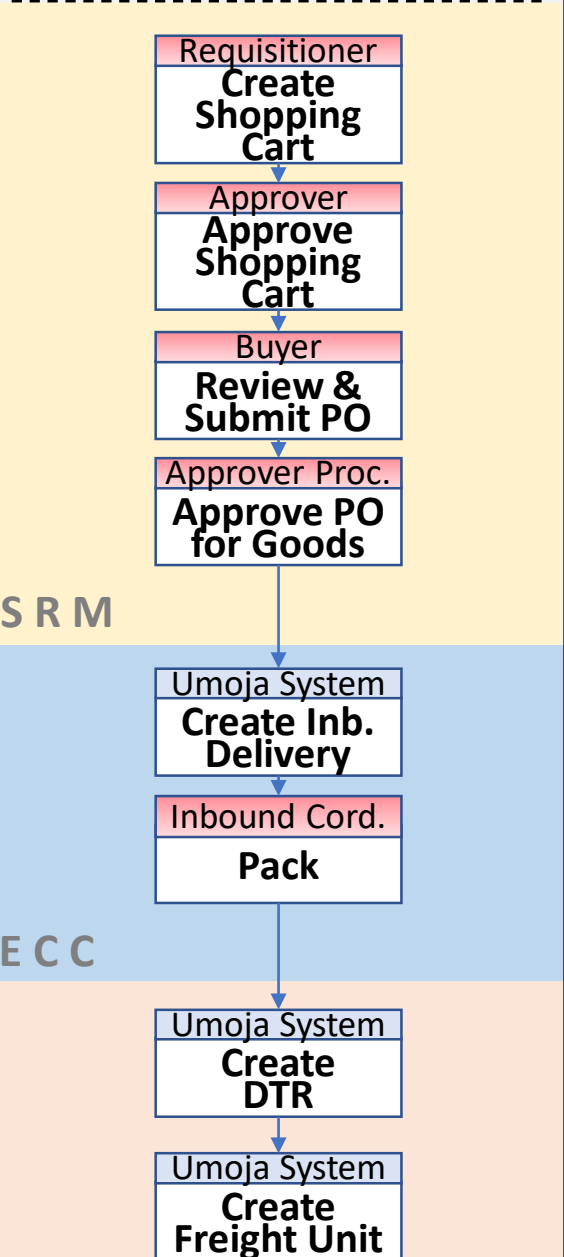 Requisitioner
Create
Shopping
Cart
Approver
Approve
Shopping
Cart
Buyer
Review &
Submit PO
Approver Proc.
Approve PO
for Goods
S R M
Umoja System
Create Inb.
Delivery
Inbound Cord.
Pack
E C C
Umoja System
Create
DTR
Umoja System
Create
Freight Unit